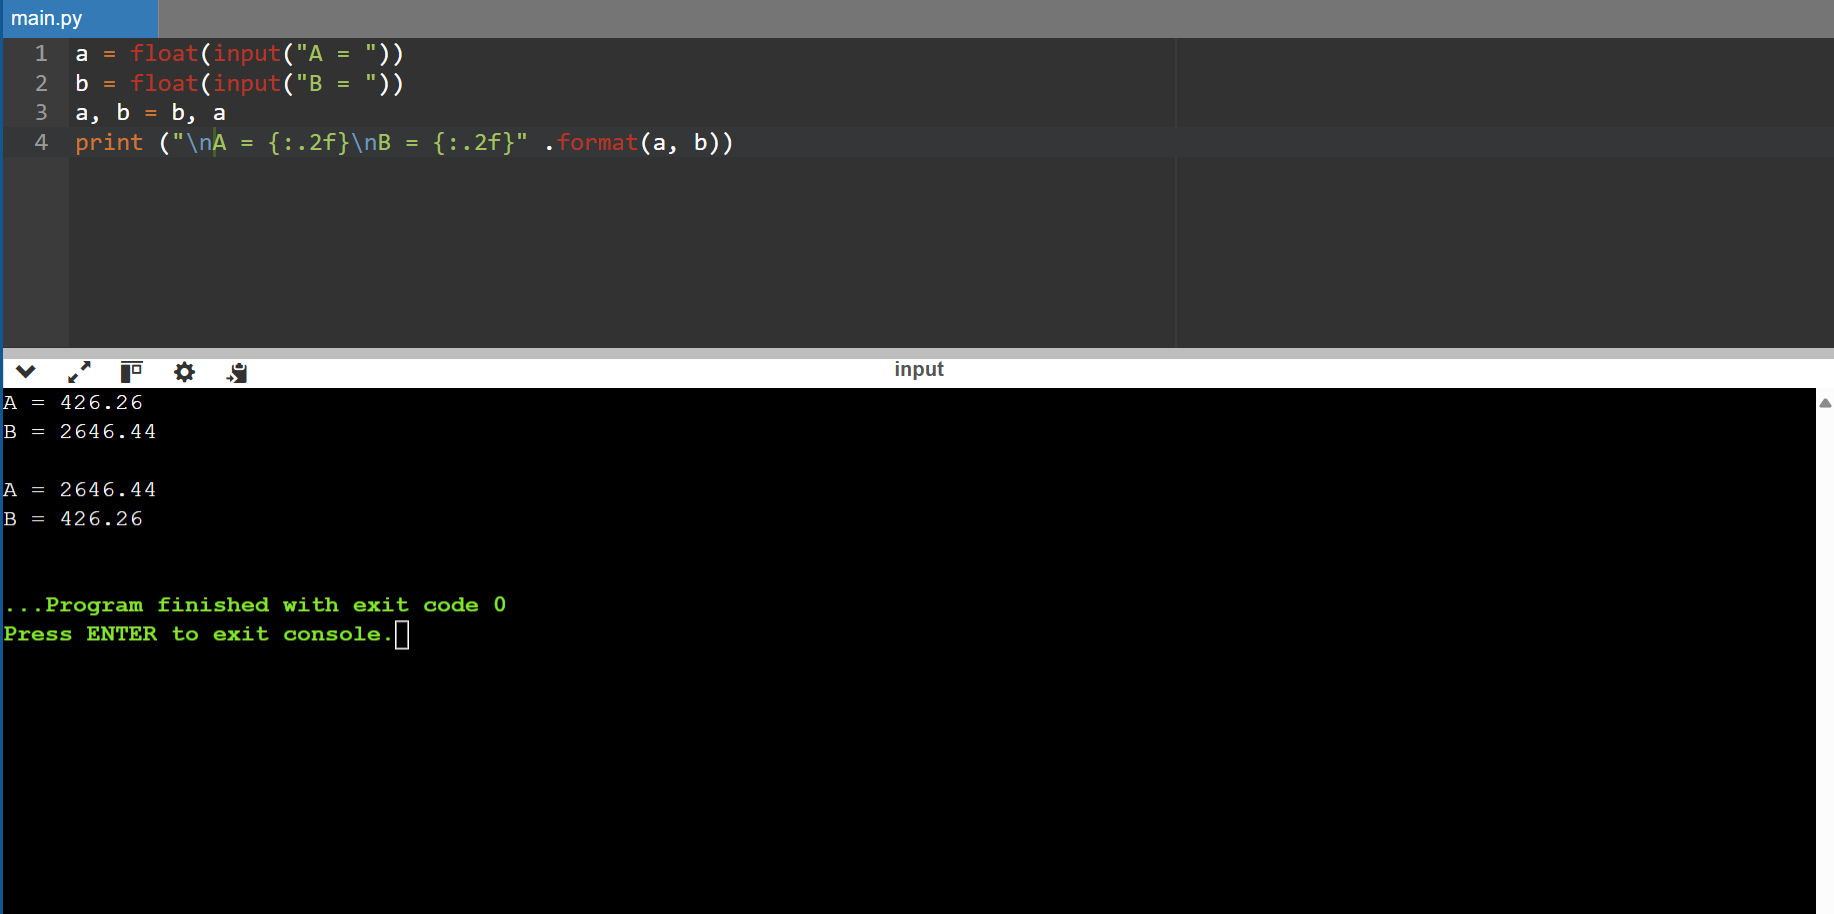 main.py
1 a = float(input("A = "))
2 b = float(input("B = "))
3 a, b = b, a
4 print ("\nA = {:.2f}\nB = {:.2f}" .format(a, b))
input
A = 426.26
B = 2646.44
A = 2646.44
B = 426.26
...Program finished with exit code 0
Press ENTER to exit console.